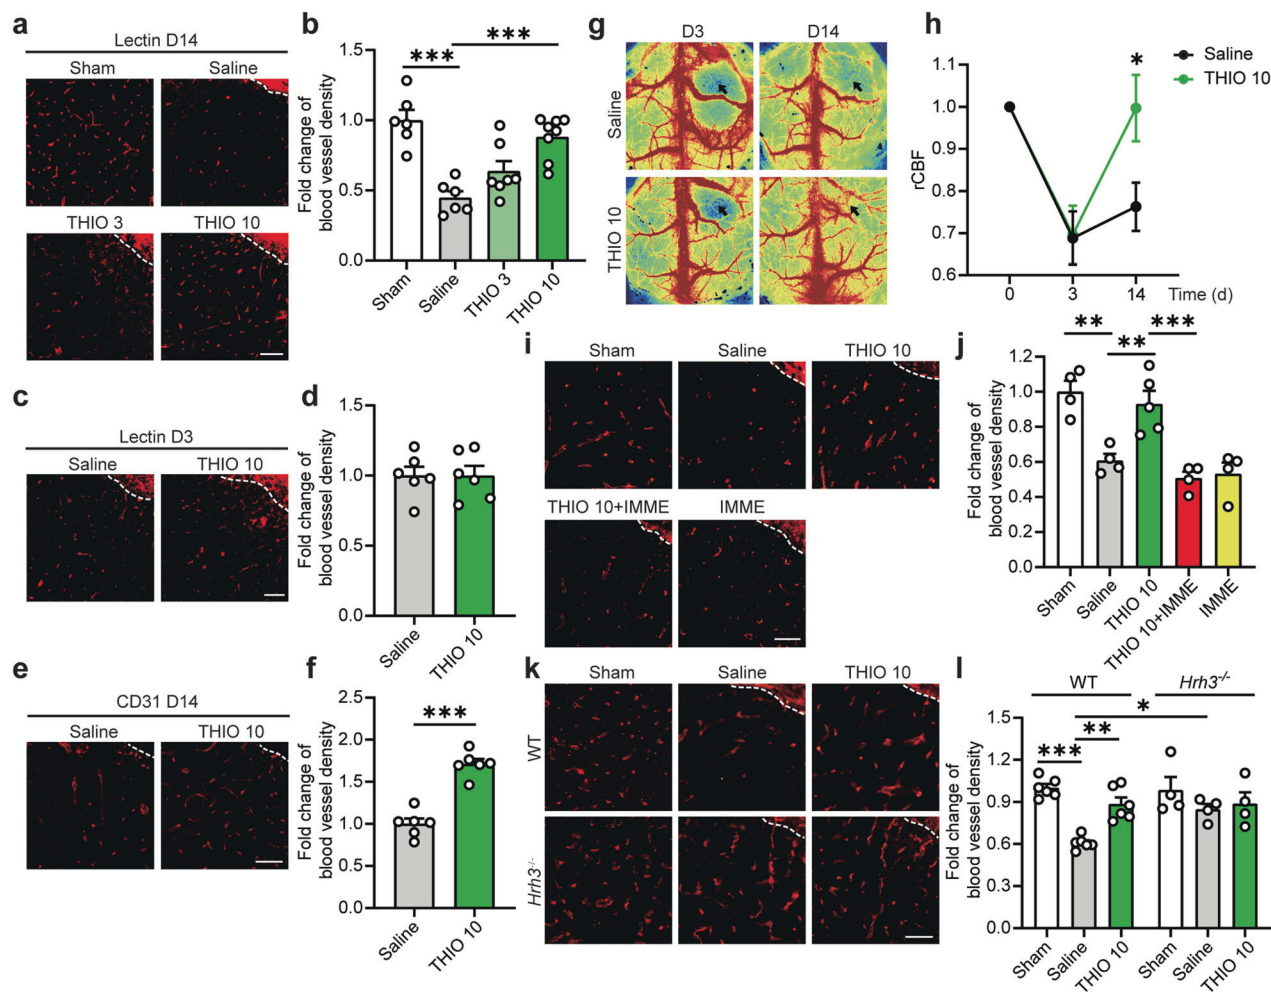 a
Lectin D14
Sham Saline
THIO 3 THIO 10
b
Fold change of
blood vessel density
1.5
1.0
0.5
0.0
*** ***
Sham Saline THIO 3 THIO 10
c
Lectin D3
Saline THIO 10
d
Fold change of
blood vessel density
1.5
1.0
0.5
0.0
Saline THIO 10
e
CD31 D14
Saline THIO 10
f
Fold change of
blood vessel density
2.5
2.0
1.5
1.0
0.5
0.0
***
Saline THIO 10
g
D3 D14
Saline
THIO 10
h
Saline
THIO 10
rCBF
1.1
1.0
0.9
0.8
0.7
0.6
*
0 3 14 Time (d)
i
Sham Saline THIO 10
THIO 10+IMME IMME
j
Fold change of
blood vessel density
1.2
1.0
0.8
0.6
0.4
0.2
0.0
** ** ***
Sham Saline THIO 10 THIO 10+IMME IMME
k
Sham Saline THIO 10
WT
Hrh3-/-
l
WT Hrh3-/-
Fold change of
blood vessel density
1.5
1.2
0.9
0.6
0.3
0.0
*** ** *
Sham Saline THIO 10 Sham Saline THIO 10